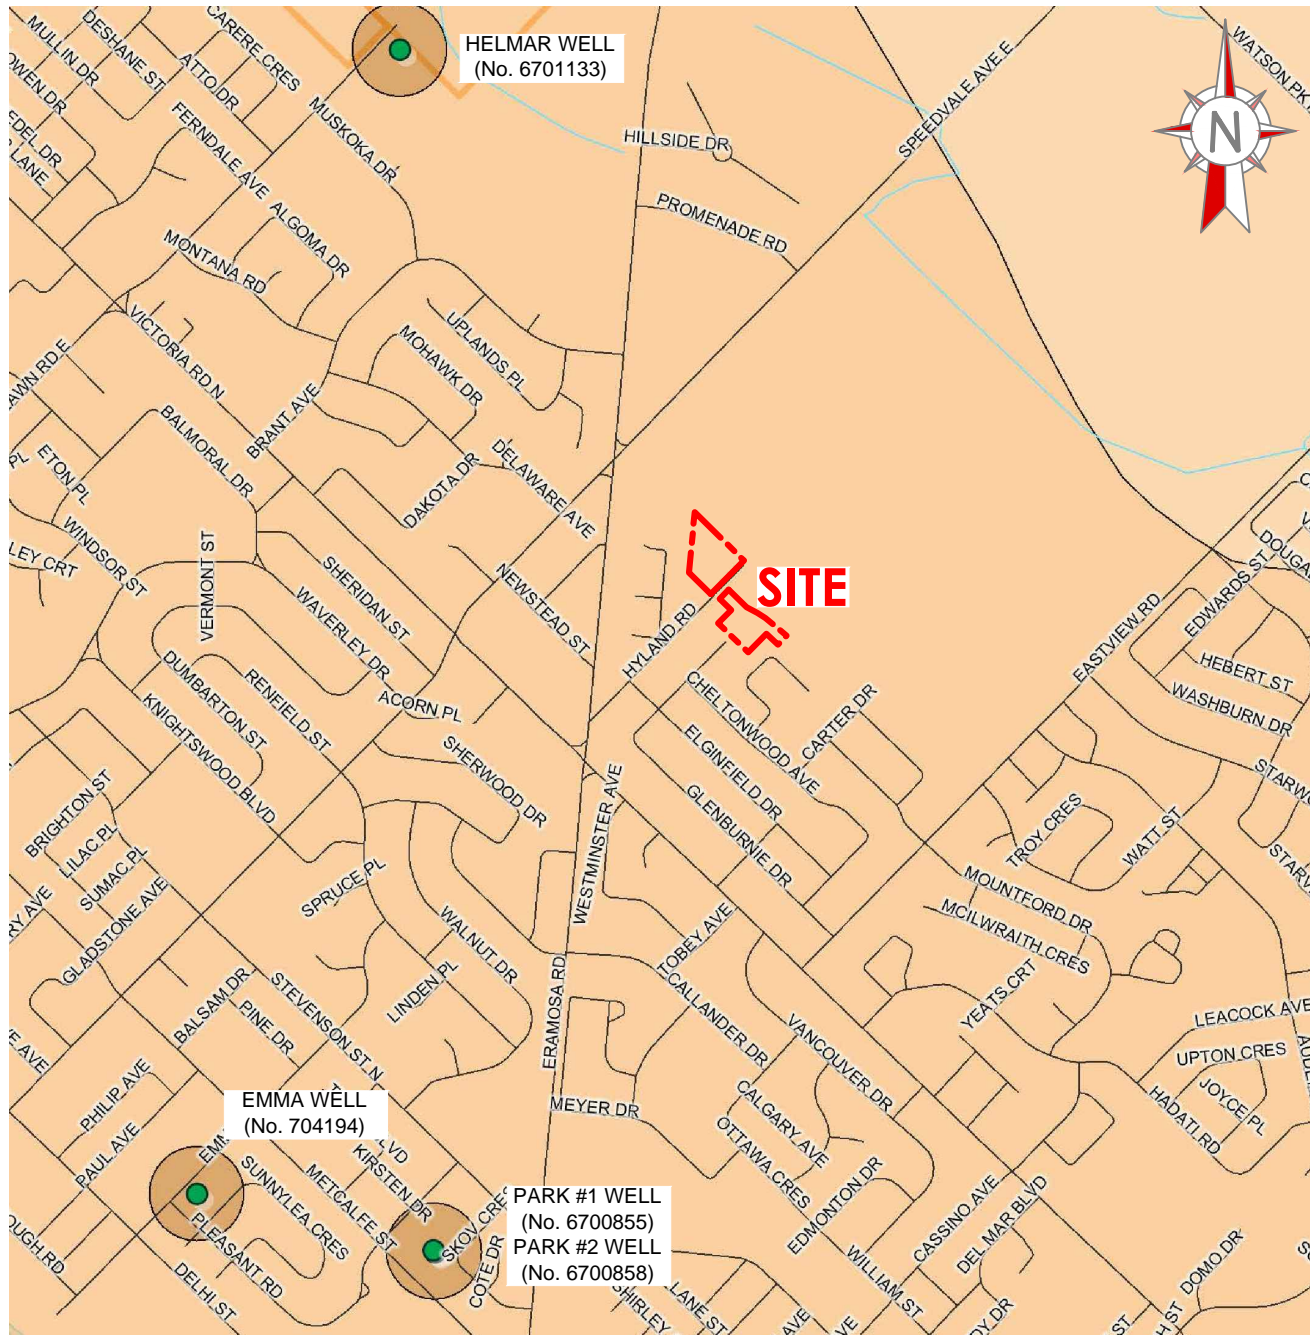 HELMAR WELL
(No. 6701133)
CARERE CRES
DESHANE ST
MULLIN DR
ATTO DR
WATSON PK
N
SPEEDVALE AVE E
HILLSIDE DR
MUSKOKA DR
FERNDALE AVE
LANE
PROMENADE RD
ALGOMA DR
MONTANA RD
VICTORIA RD N
UPLANDS PL
MOHAWK DR
BRANT AVE
BALMORAL DR
ETON PL
DAKOTA DR
DELAWARE AVE
WINDSOR ST
VERMONT ST
SHERIDAN ST
WAVERLEY DR
NEWSTEAD ST
SITE
HYLAND RD
EDWARDS ST
EASTVIEW RD
HEBERT ST
WASHBURN DR
DUMBARTON ST
RENFIELD ST
ACORN PL
KNIGHTSWOOD BLVD
CHELTONWOOD AVE
CARTER DR
ELGINFIELD DR
SHERWOOD DR
GLENBURNIE DR
WESTMINSTER AVE
BRIGHTON ST
LILAC PL
SUMAC PL
GLADSTONE AVE
TROY CRES
WATT ST
SPRUCE PL
WALNUT DR
MOUNTFORD DR
MCILWRAITH CRES
TOBEY AVE
LINDEN PL
BALSAM DR
PINE DR
STEVENSON ST N
ERAMOSA RD
CALLANDER DR
VANCOUVER DR
YEATS CRT
LEACOCK AVE
UPTON CRES
JOYCE PL
HADATI RD
PHILIP AVE
PAUL AVE
EMMA WELL
(No. 704194)
MEYER DR
CALGARY AVE
OTTAWA CRES
EDMONTON DR
CASSINO AVE
DEL MAR BLVD
BLVD
KIRSTEN DR
METCALFE ST
SUNNYLEA CRES
PLEASANT RD
DELHI ST
SKOV CRES
COTE DR
PARK #1 WELL
(No. 6700855)
PARK #2 WELL
(No. 6700858)
WILLIAM ST
DOMO DR
SHIRLEY
LANE ST
AVE
AVE
ST